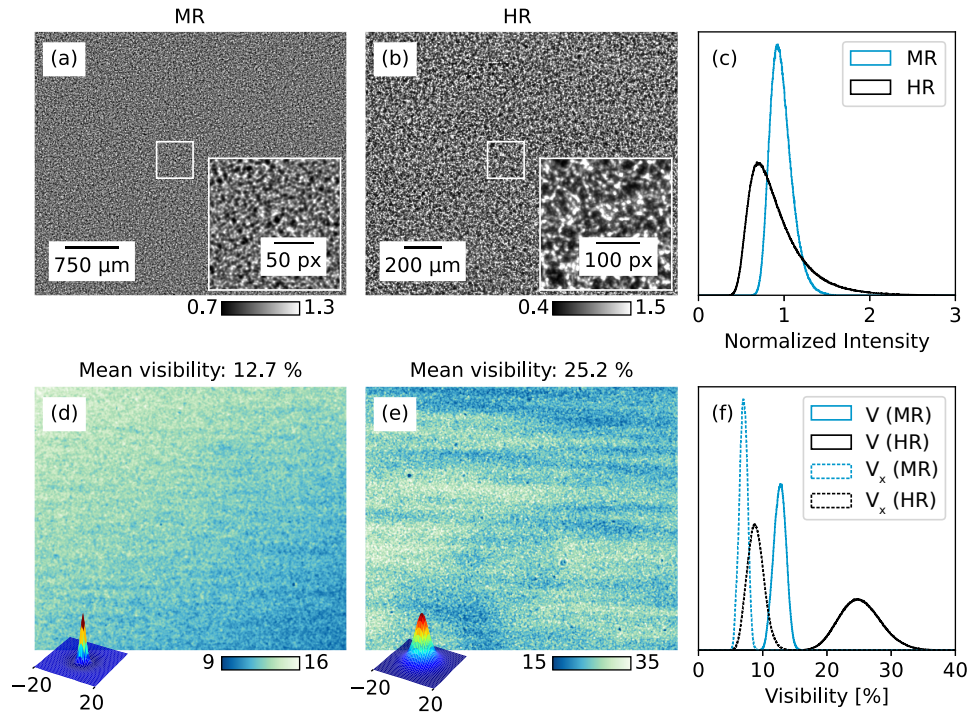 MR
HR
(a)
750 µm
50 px
0.7
1.3
(b)
200 µm
100 px
0.4
1.5
(c)
MR
HR
0
1
2
3
Normalized Intensity
Mean visibility: 12.7 %
Mean visibility: 25.2 %
(d)
−20
20
9
16
(e)
−20
20
15
35
(f)
V (MR)
V (HR)
Vₓ (MR)
Vₓ (HR)
0
10
20
30
40
Visibility [%]